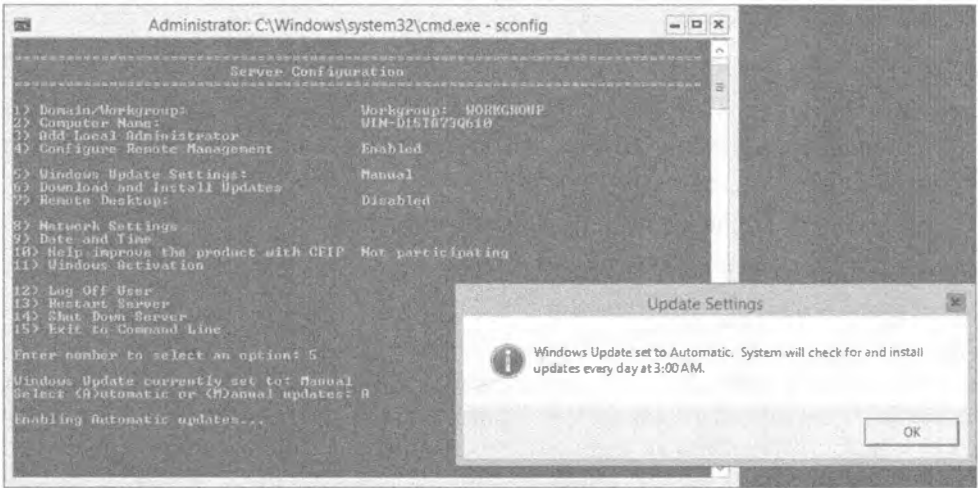 Administrator: C:\Windows\system32\cmd.exe - sconfig
Server Configuration
1) Domain/Workgroup: Workgroup: WORKGROUP
2) Computer Name:
3) Add Local Administrator
4) Configure Remote Management Enabled
5) Windows Update Settings: Manual
6) Download and Install Updates
7) Remote Desktop: Disabled
8) Network Settings
9) Date and Time
10) Help improve the product with CEIP Not participating
11) Windows Activation
12) Log Off User
13) Restart Server
14) Shut Down Server
15) Exit to Command Line
Enter number to select an option: 5
Windows Update currently set to: Manual
Select (A)utomatic or (M)anual updates: A
Enabling Automatic updates...
Update Settings
Windows Update set to Automatic. System will check for and install
updates every day at 3:00 AM.
OK